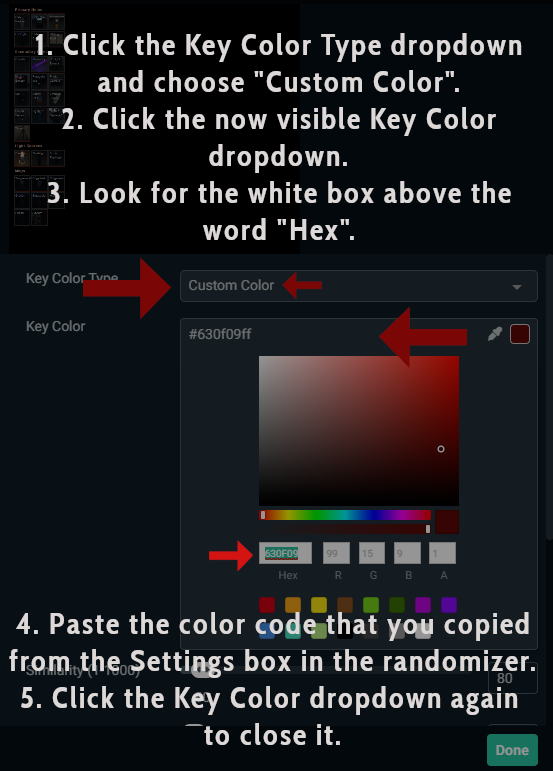 1. Click the Key Color Type dropdown
and choose "Custom Color".
2. Click the now visible Key Color
dropdown.
3. Look for the white box above the
word "Hex".
Key Color Type
Custom Color
Key Color
#630f09ff
630F09
99
15
9
1
Hex
R
G
B
A
4. Paste the color code that you copied
from the Settings box in the randomizer.
Similarity (1-1000)
80
5. Click the Key Color dropdown again
to close it.
Done